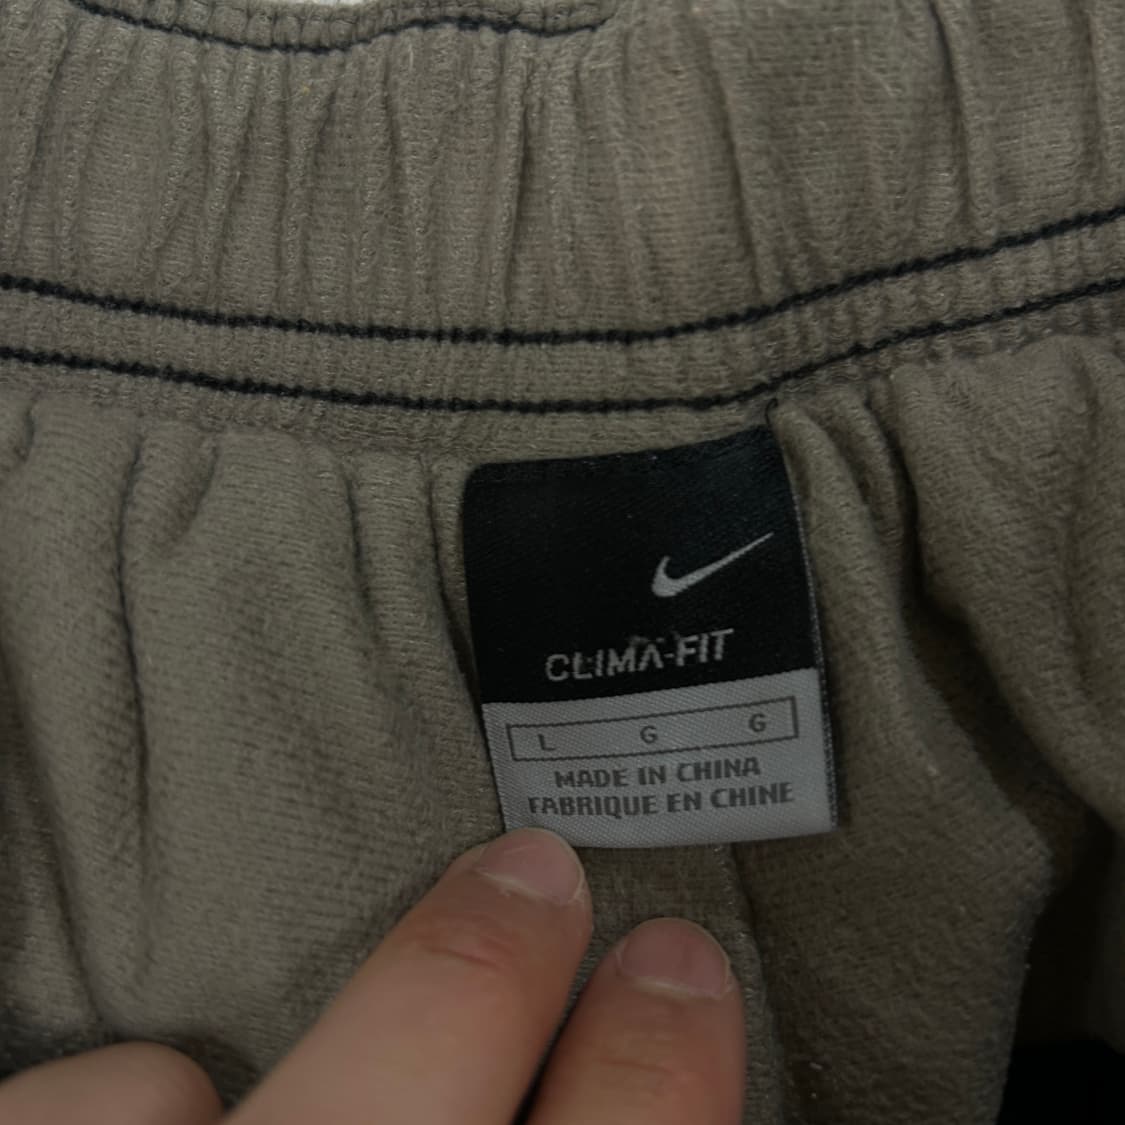 CLIMA-FIT
L G G
MADE IN CHINA
FABRIQUE EN CHINE